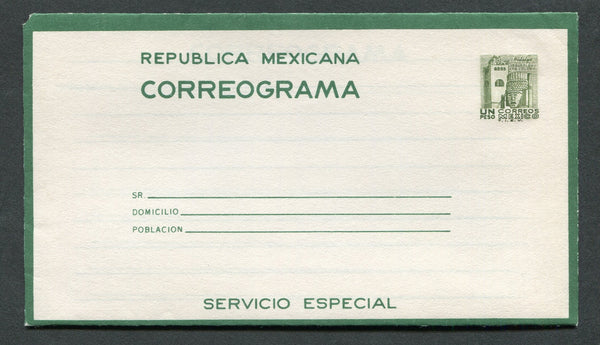 REPUBLICA MEXICANA
CORREOGRAMA
UN CORREOS
PESO MEXICO
SR.
DOMICILIO
POBLACION
SERVICIO ESPECIAL